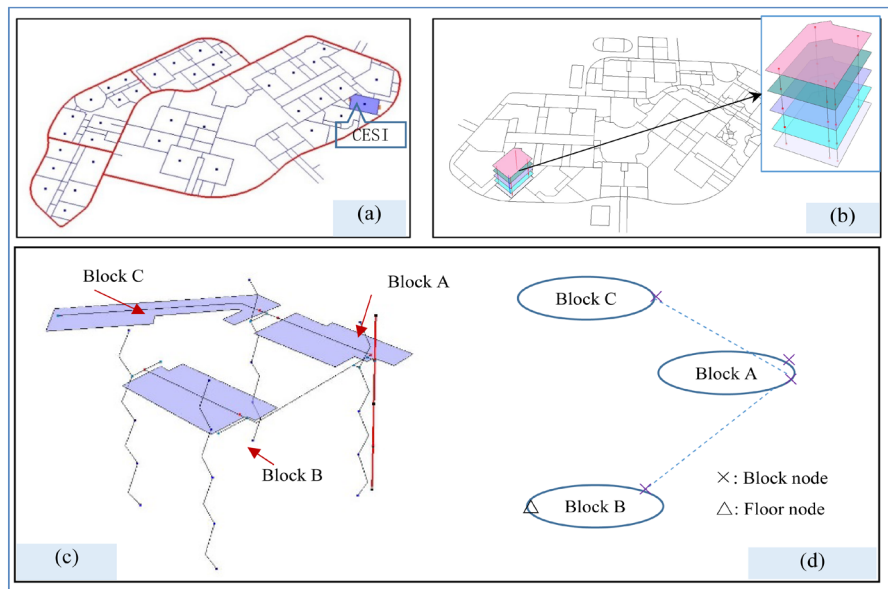 CESI
(a)
(b)
Block C
Block A
Block B
(c)
Block C
Block A
Block B
×: Block node
△: Floor node
(d)